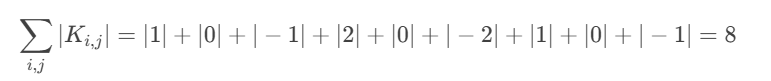 ∑|K_{i,j}| = |1| + |0| + | − 1| + |2| + |0| + | − 2| + |1| + |0| + | − 1| = 8
i,j